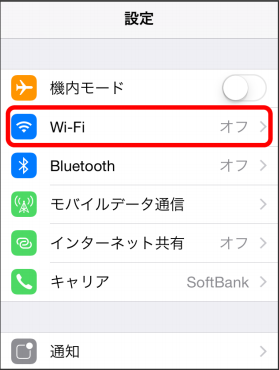 設定
機内モード
Wi-Fi オフ
Bluetooth オフ
モバイルデータ通信
インターネット共有 オフ
キャリア SoftBank
通知